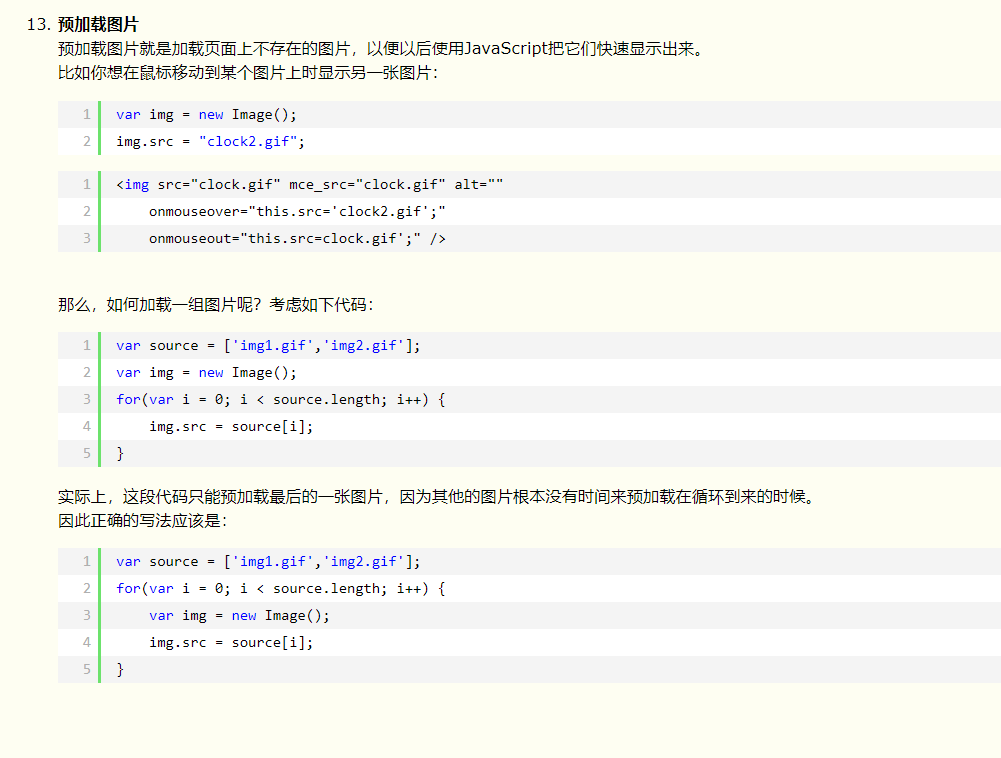 13. 预加载图片
预加载图片就是加载页面上不存在的图片，以便以后使用JavaScript把它们快速显示出来。
比如你想在鼠标移动到某个图片上时显示另一张图片：
1 var img = new Image();
2 img.src = "clock2.gif";
1 <img src="clock.gif" mce_src="clock.gif" alt=""
2     onmouseover="this.src='clock2.gif';"
3     onmouseout="this.src=clock.gif';" />
那么，如何加载一组图片呢？考虑如下代码：
1 var source = ['img1.gif','img2.gif'];
2 var img = new Image();
3 for(var i = 0; i < source.length; i++) {
4     img.src = source[i];
5 }
实际上，这段代码只能预加载最后的一张图片，因为其他的图片根本没有时间来预加载在循环到来的时候。
因此正确的写法应该是：
1 var source = ['img1.gif','img2.gif'];
2 for(var i = 0; i < source.length; i++) {
3     var img = new Image();
4     img.src = source[i];
5 }